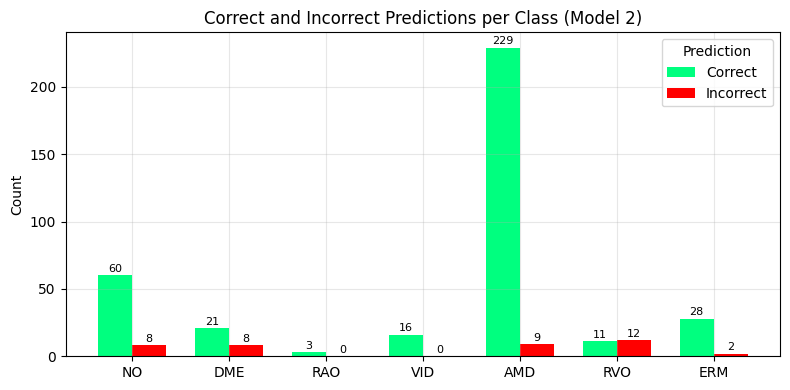 Correct and Incorrect Predictions per Class (Model 2)
Prediction
Correct
Incorrect
Count
200
150
100
50
0
60
8
21
8
3
0
16
0
229
9
11
12
28
2
NO
DME
RAO
VID
AMD
RVO
ERM